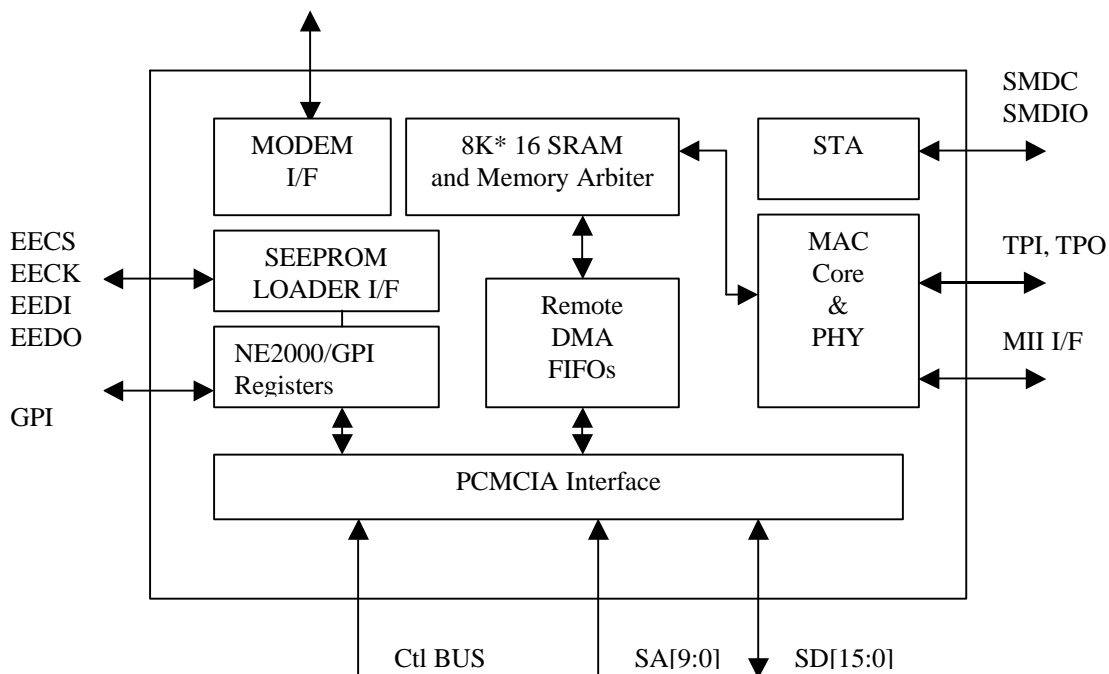 SMDC
SMDIO
MODEM
I/F
8K* 16 SRAM
and Memory Arbiter
STA
EECS
EECK
EEDI
EEDO
SEEPROM
LOADER I/F
MAC
Core
&
PHY
TPI, TPO
Remote
DMA
FIFOs
NE2000/GPI
Registers
MII I/F
GPI
PCMCIA Interface
Ctl BUS
SA[9:0]
SD[15:0]